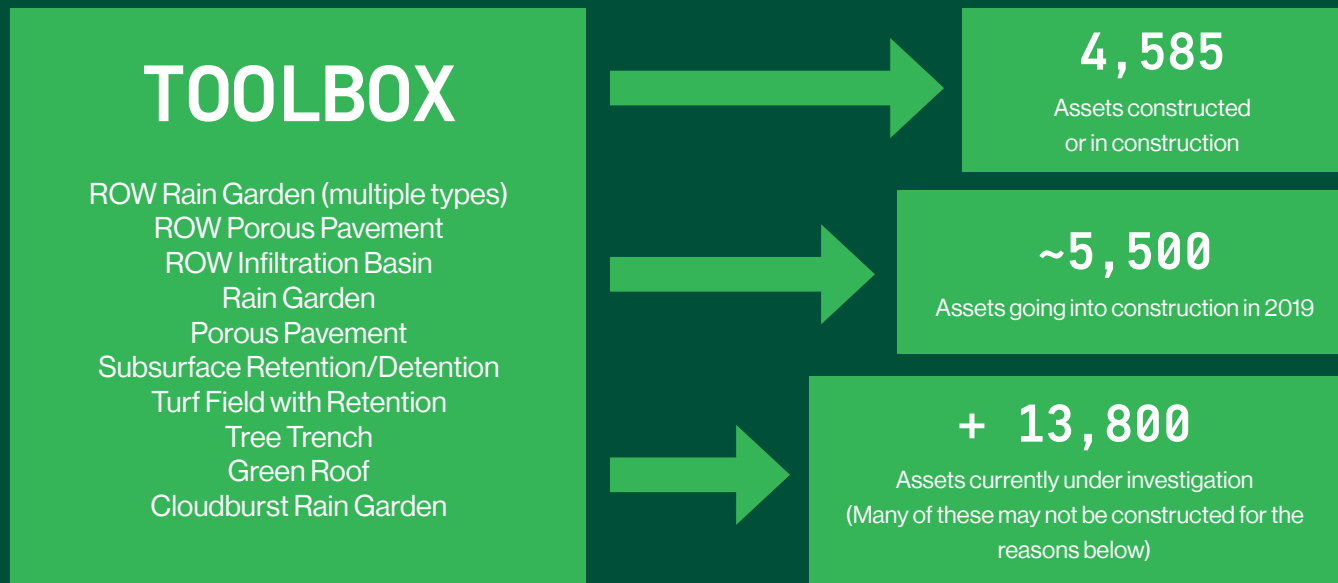 TOOLBOX
ROW Rain Garden (multiple types)
ROW Porous Pavement
ROW Infiltration Basin
Rain Garden
Porous Pavement
Subsurface Retention/Detention
Turf Field with Retention
Tree Trench
Green Roof
Cloudburst Rain Garden
4,585
Assets constructed
or in construction
~5,500
Assets going into construction in 2019
+ 13,800
Assets currently under investigation
(Many of these may not be constructed for the
reasons below)